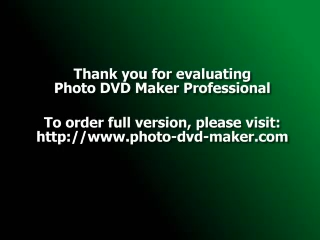 Thank you for evaluating
Photo DVD Maker Professional
To order full version, please visit:
http://www.photo-dvd-maker.com